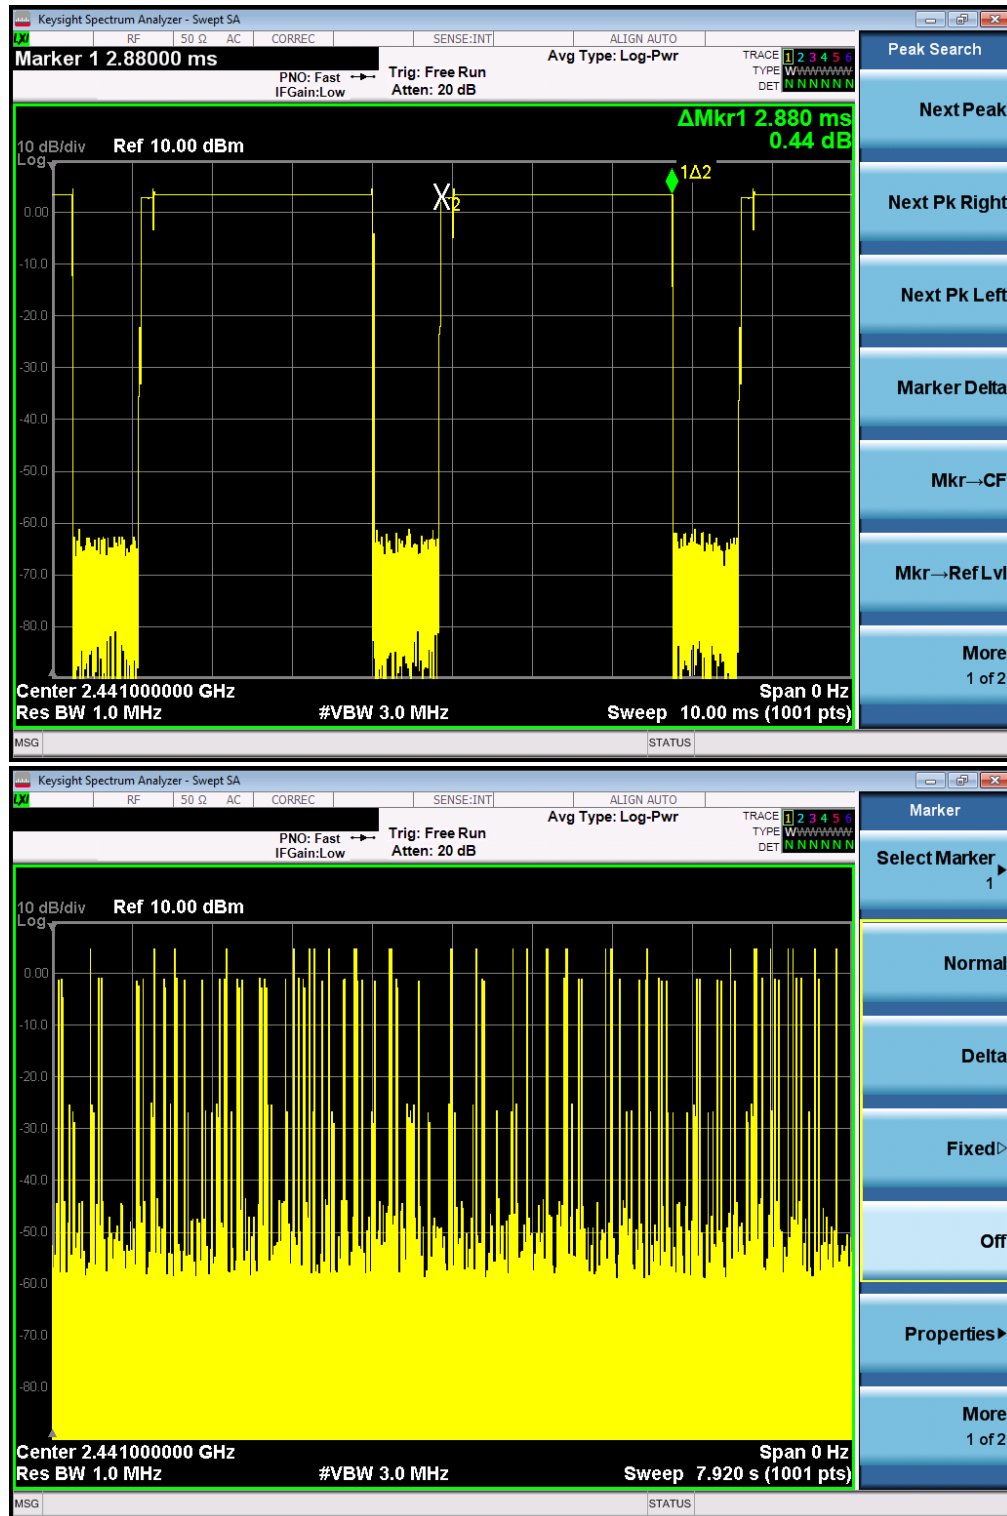 Keysight Spectrum Analyzer - Swept SA
LXI RF 50 Ω AC CORREC SENSE:INT ALIGN AUTO
Marker 1 2.88000 ms
PNO: Fast
IFGain:Low
Trig: Free Run
Atten: 20 dB
Avg Type: Log-Pwr
TRACE 1 2 3 4 5 6
TYPE WWWWWW
DET N N N N N N
ΔMkr1 2.880 ms
0.44 dB
10 dB/div Ref 10.00 dBm
Log
1Δ2
X2
0.00
-10.0
-20.0
-30.0
-40.0
-50.0
-60.0
-70.0
-80.0
Center 2.441000000 GHz Span 0 Hz
Res BW 1.0 MHz #VBW 3.0 MHz Sweep 10.00 ms (1001 pts)
MSG STATUS
Peak Search
Next Peak
Next Pk Right
Next Pk Left
Marker Delta
Mkr→CF
Mkr→Ref Lvl
More
1 of 2
Keysight Spectrum Analyzer - Swept SA
LXI RF 50 Ω AC CORREC SENSE:INT ALIGN AUTO
PNO: Fast
IFGain:Low
Trig: Free Run
Atten: 20 dB
Avg Type: Log-Pwr
TRACE 1 2 3 4 5 6
TYPE WWWWWW
DET N N N N N N
10 dB/div Ref 10.00 dBm
Log
0.00
-10.0
-20.0
-30.0
-40.0
-50.0
-60.0
-70.0
-80.0
Center 2.441000000 GHz Span 0 Hz
Res BW 1.0 MHz #VBW 3.0 MHz Sweep 7.920 s (1001 pts)
MSG STATUS
Marker
Select Marker
1
Normal
Delta
Fixed
Off
Properties
More
1 of 2